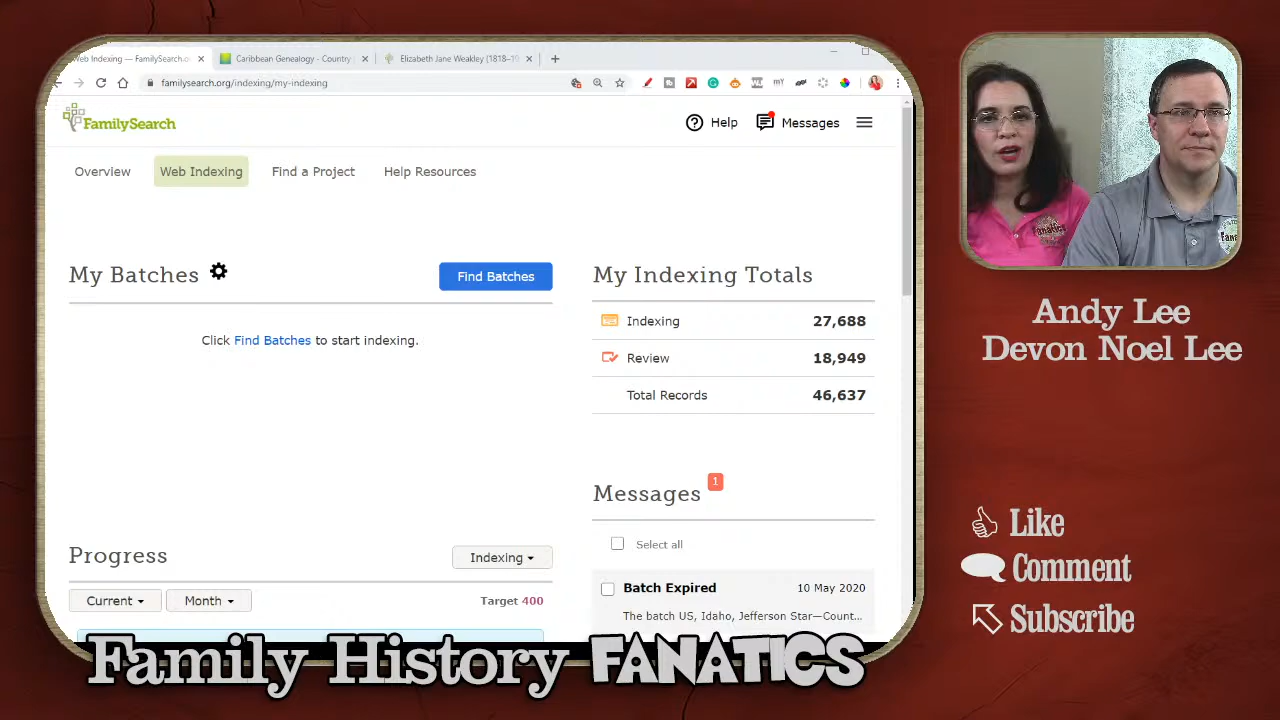 Web Indexing — FamilySearch.o
Caribbean Genealogy - Country
Elizabeth Jane Weakley (1818–19
familysearch.org/indexing/my-indexing
FamilySearch
Help
Messages
Overview
Web Indexing
Find a Project
Help Resources
My Batches
Find Batches
My Indexing Totals
Click Find Batches to start indexing.
Indexing 27,688
Review 18,949
Total Records 46,637
Messages 1
Select all
Progress
Indexing
Batch Expired 10 May 2020
Current
Month
Target 400
The batch US, Idaho, Jefferson Star—Count...
Family History FANATICS
Andy Lee
Devon Noel Lee
Like
Comment
Subscribe